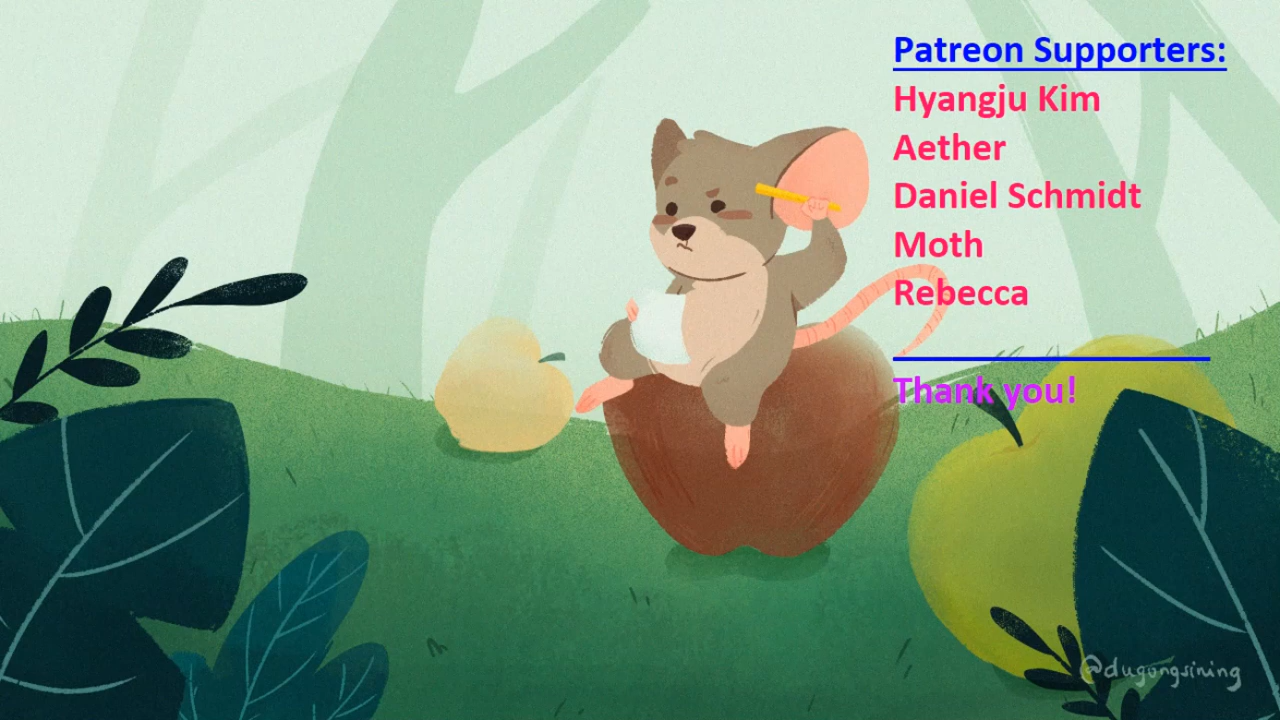 Patreon Supporters:
Hyangju Kim
Aether
Daniel Schmidt
Moth
Rebecca
Thank you!
@dugongsining